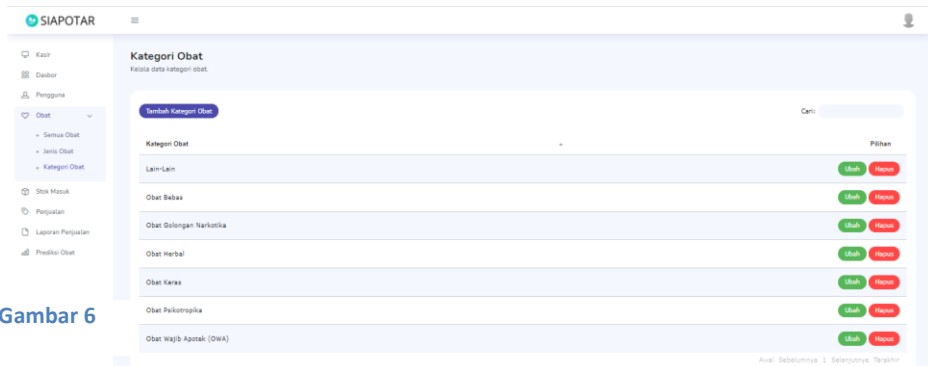 SIAPOTAR
Kasir
Dasbor
Pengguna
Obat
Semua Obat
Jenis Obat
Kategori Obat
Stok Masuk
Penjualan
Laporan Penjualan
Prediksi Obat
Gambar 6
Kategori Obat
Kelola data kategori obat.
Tambah Kategori Obat
Cari:
Kategori Obat Pilihan
Lain-Lain Ubah Hapus
Obat Bebas Ubah Hapus
Obat Golongan Narkotika Ubah Hapus
Obat Herbal Ubah Hapus
Obat Keras Ubah Hapus
Obat Psikotropika Ubah Hapus
Obat Wajib Apotek (OWA) Ubah Hapus
Awal Sebelumnya 1 Selanjutnya Terakhir